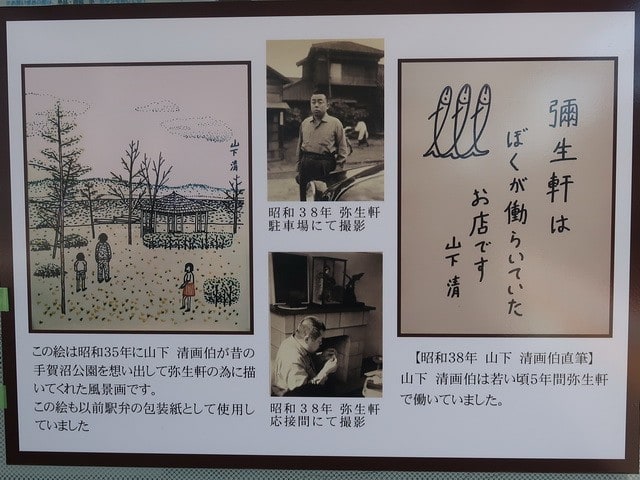 山下 清
この絵は昭和35年に山下 清画伯が昔の
手賀沼公園を想い出して弥生軒の為に描
いてくれた風景画です。
この絵も以前駅弁の包装紙として使用し
ていました
昭和38年 弥生軒
駐車場にて撮影
昭和38年 弥生軒
応接間にて撮影
彌生軒は
ぼくが働らいていた
お店です
山下 清
【昭和38年 山下 清画伯直筆】
山下 清画伯は若い頃5年間弥生軒
で働いていました。